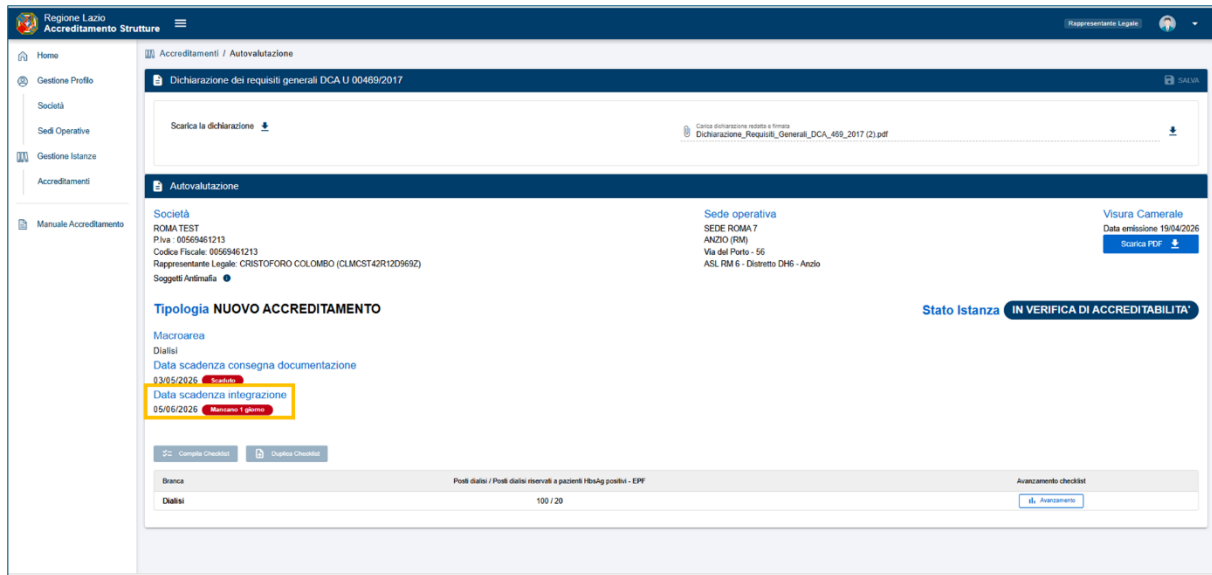 Regione Lazio
Accreditamento Strutture
Rappresentante Legale
Home
Gestione Profilo
Società
Sedi Operative
Gestione Istanze
Accreditamenti
Manuale Accreditamento
Accreditamenti / Autovalutazione
Dichiarazione dei requisiti generali DCA U 00469/2017
SALVA
Scarica la dichiarazione
Carica dichiarazione redatta e firmata
Dichiarazione_Requisiti_Generali_DCA_469_2017 (2).pdf
Autovalutazione
Società
ROMA TEST
P.Iva : 00569461213
Codice Fiscale: 00569461213
Rappresentante Legale: CRISTOFORO COLOMBO (CLMCST42R12D969Z)
Soggetti Antimafia
Sede operativa
SEDE ROMA 7
ANZIO (RM)
Via del Porto - 56
ASL RM 6 - Distretto DH6 - Anzio
Visura Camerale
Data emissione 19/04/2026
Scarica PDF
Tipologia NUOVO ACCREDITAMENTO
Stato Istanza IN VERIFICA DI ACCREDITABILITA'
Macroarea
Dialisi
Data scadenza consegna documentazione
03/05/2026 Scaduto
Data scadenza integrazione
05/06/2026 Mancano 1 giorno
Compila Checklist Duplica Checklist
Branca Posti dialisi / Posti dialisi riservati a pazienti HbsAg positivi - EPF Avanzamento checklist
Dialisi 100 / 20 Avanzamento